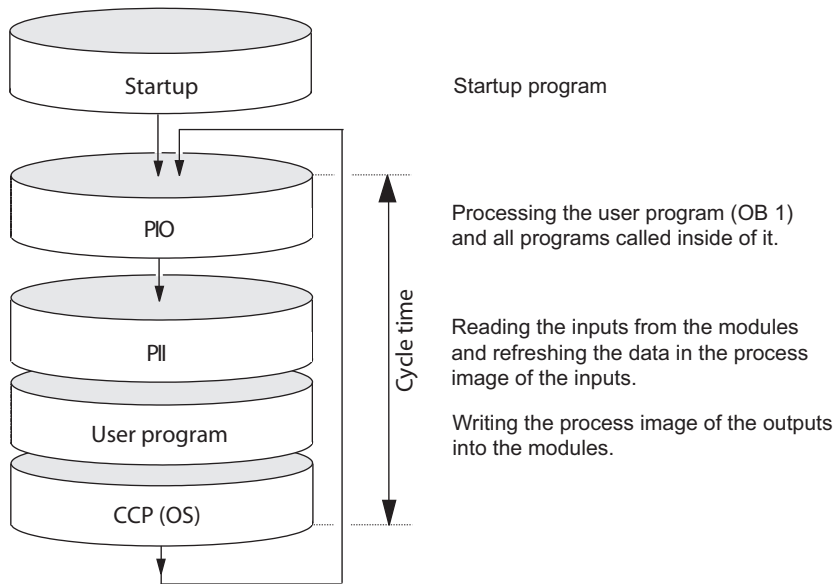 Startup
Startup program
PIO
Processing the user program (OB 1)
and all programs called inside of it.
Cycle time
PII
Reading the inputs from the modules
and refreshing the data in the process
image of the inputs.
User program
Writing the process image of the outputs
into the modules.
CCP (OS)